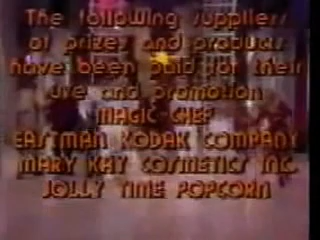 The following suppliers
of prizes and products
have been paid for their
use and promotion
MAGIC CHEF
EASTMAN KODAK COMPANY
MARY KAY COSMETICS INC.
JOLLY TIME POPCORN